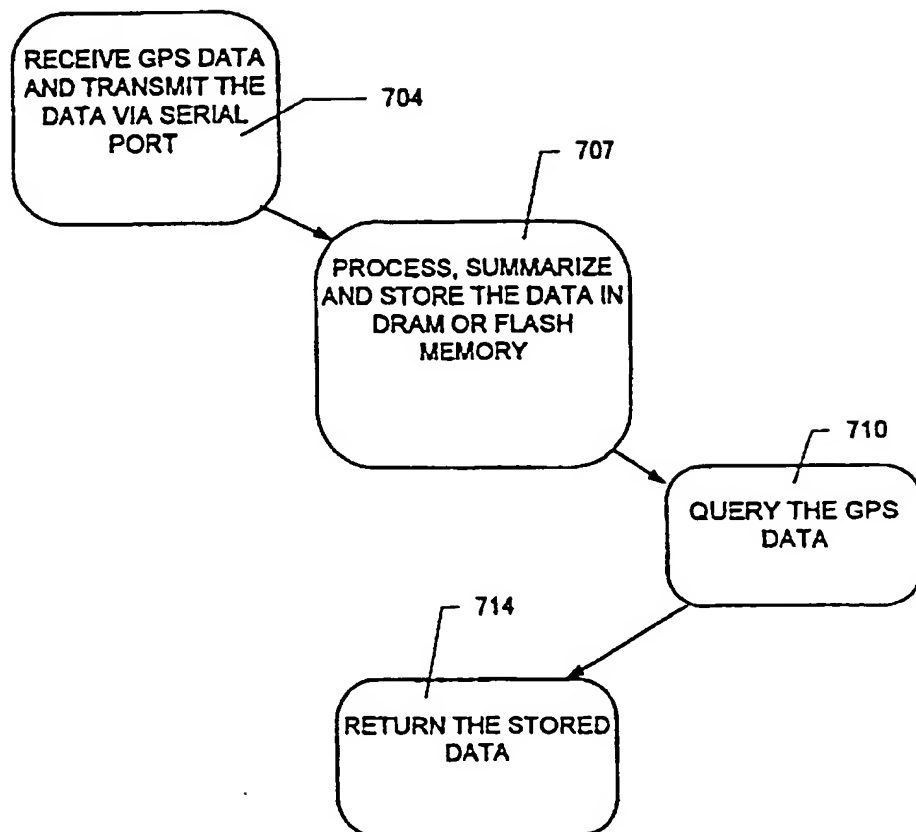 RECEIVE GPS DATA
AND TRANSMIT THE
DATA VIA SERIAL
PORT
704
707
PROCESS, SUMMARIZE
AND STORE THE DATA IN
DRAM OR FLASH
MEMORY
710
QUERY THE GPS
DATA
714
RETURN THE STORED
DATA